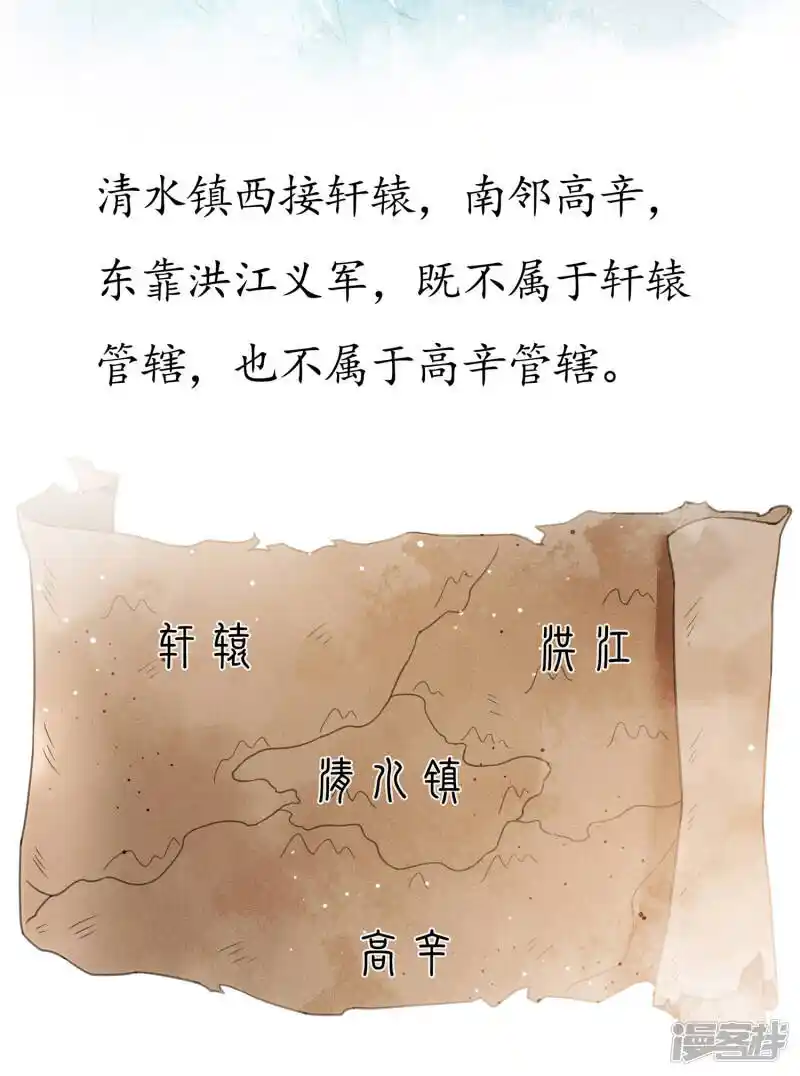 清水镇西接轩辕，南邻高辛，
东靠洪江义军，既不属于轩辕
管辖，也不属于高辛管辖。
轩辕
洪江
清水镇
高辛
漫客栈